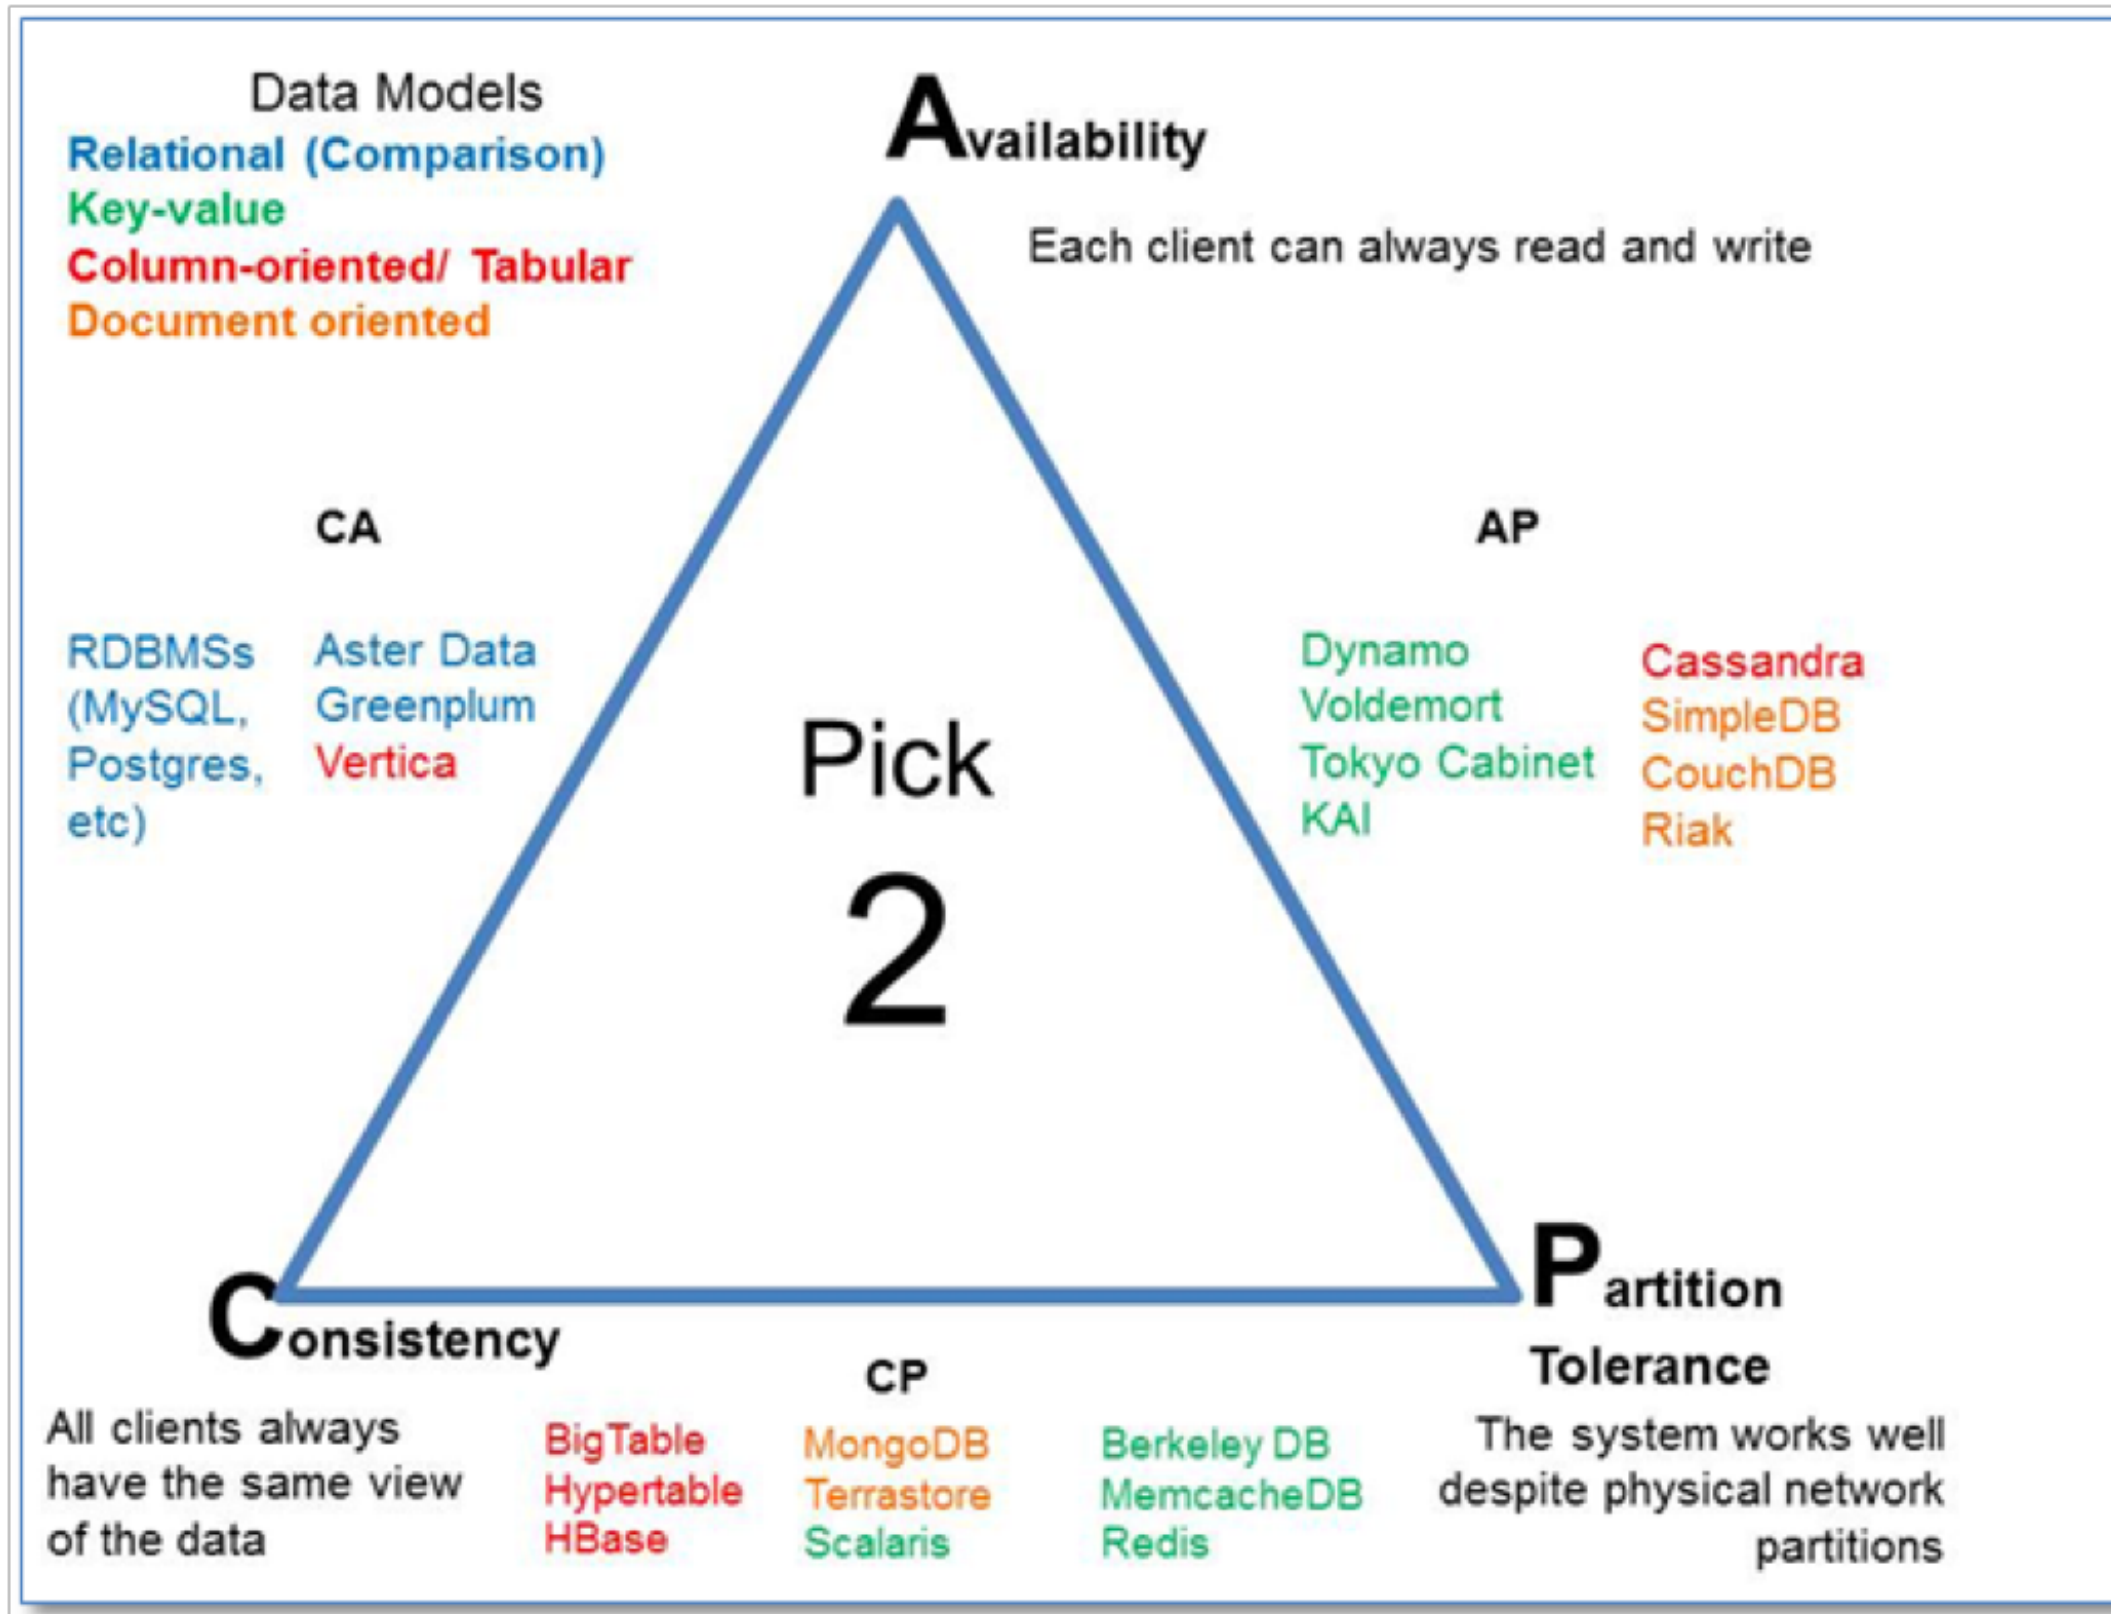 Data Models
Relational (Comparison)
Key-value
Column-oriented/ Tabular
Document oriented
Availability
Each client can always read and write
CA
RDBMSs
(MySQL,
Postgres,
etc)
Aster Data
Greenplum
Vertica
Pick
2
AP
Dynamo
Voldemort
Tokyo Cabinet
KAI
Cassandra
SimpleDB
CouchDB
Riak
Consistency
All clients always
have the same view
of the data
CP
BigTable
Hypertable
HBase
MongoDB
Terrastore
Scalaris
Berkeley DB
MemcacheDB
Redis
Partition
Tolerance
The system works well
despite physical network
partitions